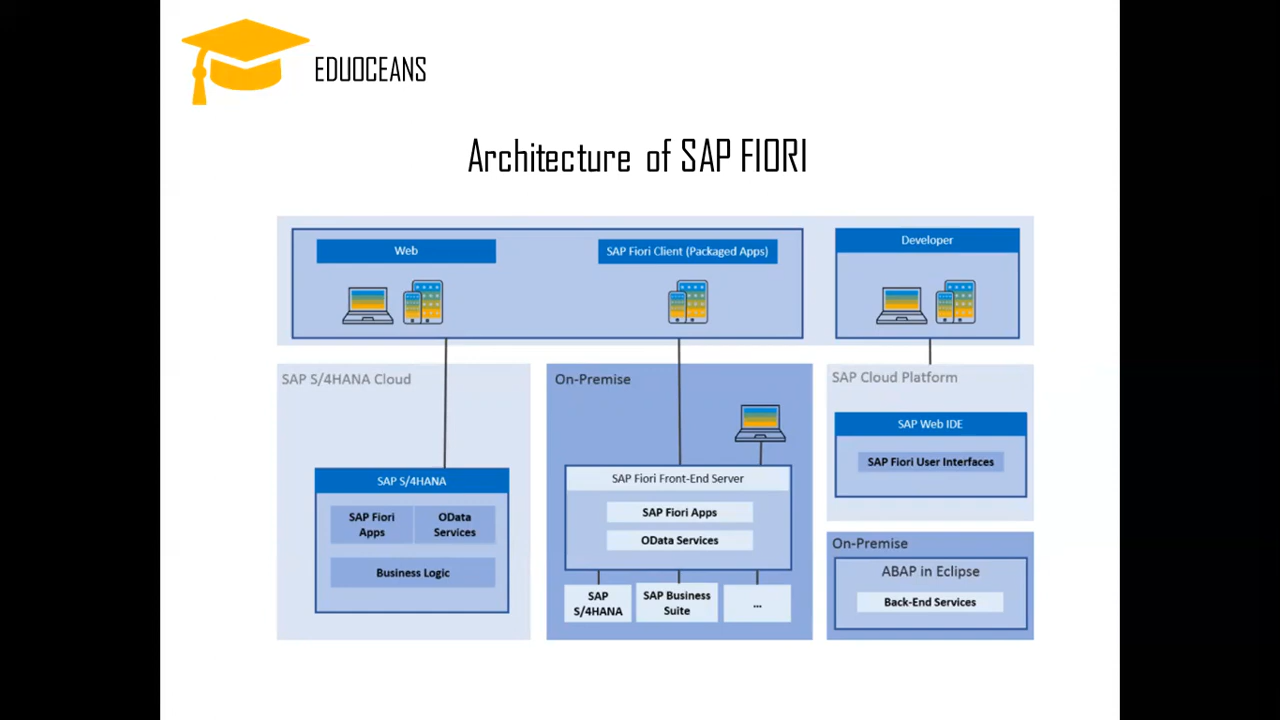 EDUOCEANS
Architecture of SAP FIORI
Web
SAP Fiori Client (Packaged Apps)
Developer
SAP S/4HANA Cloud
On-Premise
SAP Cloud Platform
SAP Web IDE
SAP Fiori User Interfaces
SAP S/4HANA
SAP Fiori
Apps
OData
Services
Business Logic
SAP Fiori Front-End Server
SAP Fiori Apps
OData Services
SAP
S/4HANA
SAP Business
Suite
...
On-Premise
ABAP in Eclipse
Back-End Services